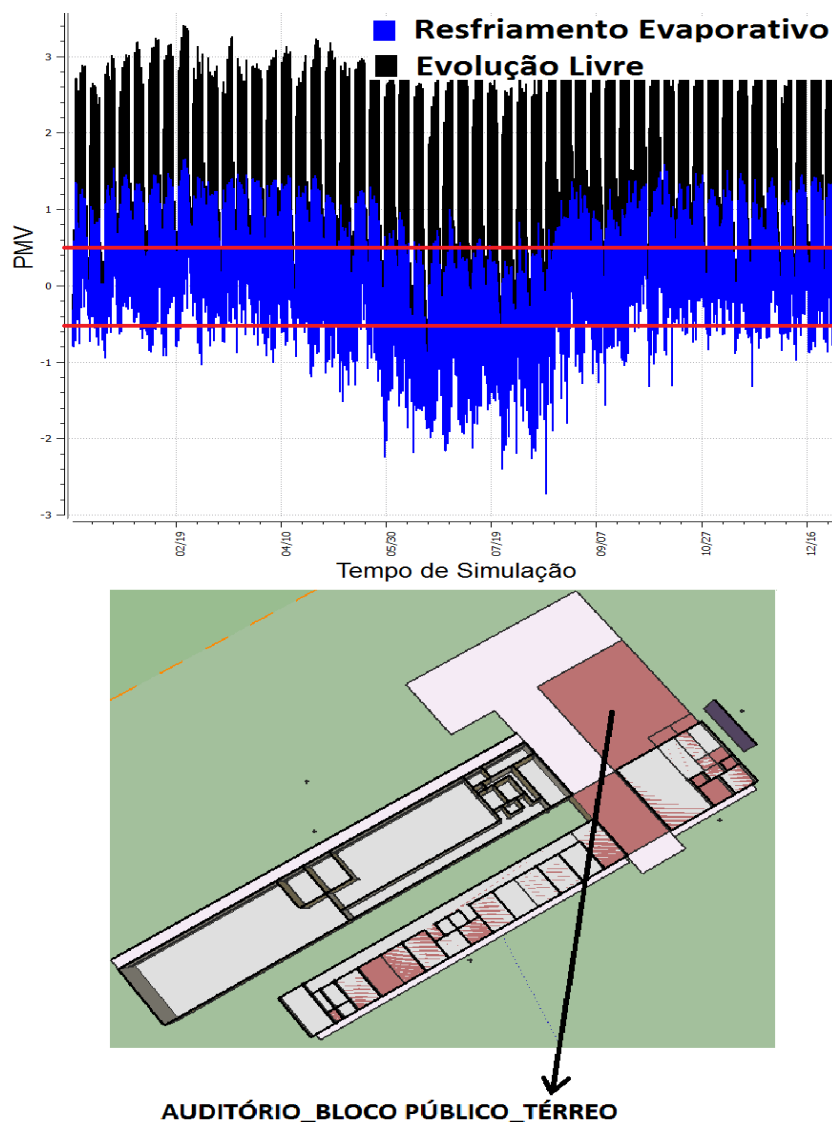 Resfriamento Evaporativo
Evolução Livre
3
2
1
0
-1
-2
-3
PMV
02/19
04/10
05/30
07/19
09/07
10/27
12/16
Tempo de Simulação
AUDITÓRIO_BLOCO PÚBLICO_TÉRREO